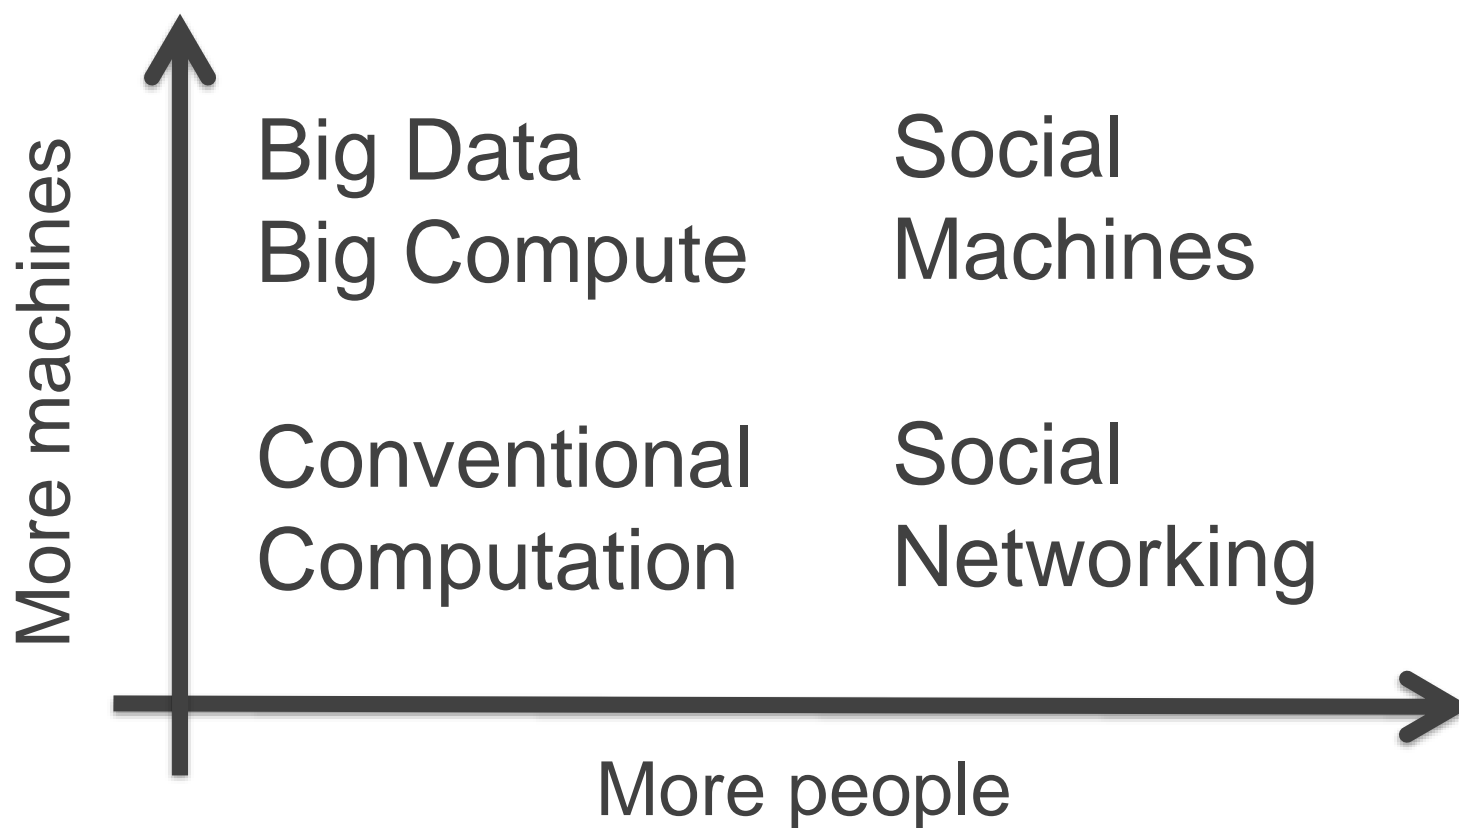 More machines
Big Data
Big Compute
Social
Machines
Conventional
Computation
Social
Networking
More people